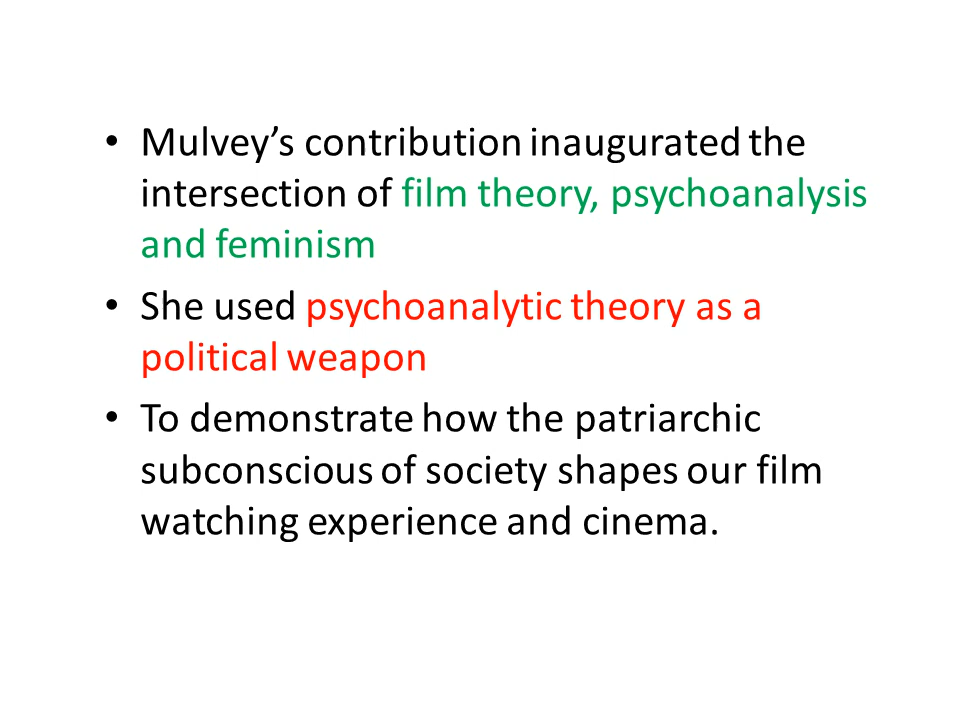 • Mulvey’s contribution inaugurated the
intersection of film theory, psychoanalysis
and feminism
• She used psychoanalytic theory as a
political weapon
• To demonstrate how the patriarchic
subconscious of society shapes our film
watching experience and cinema.